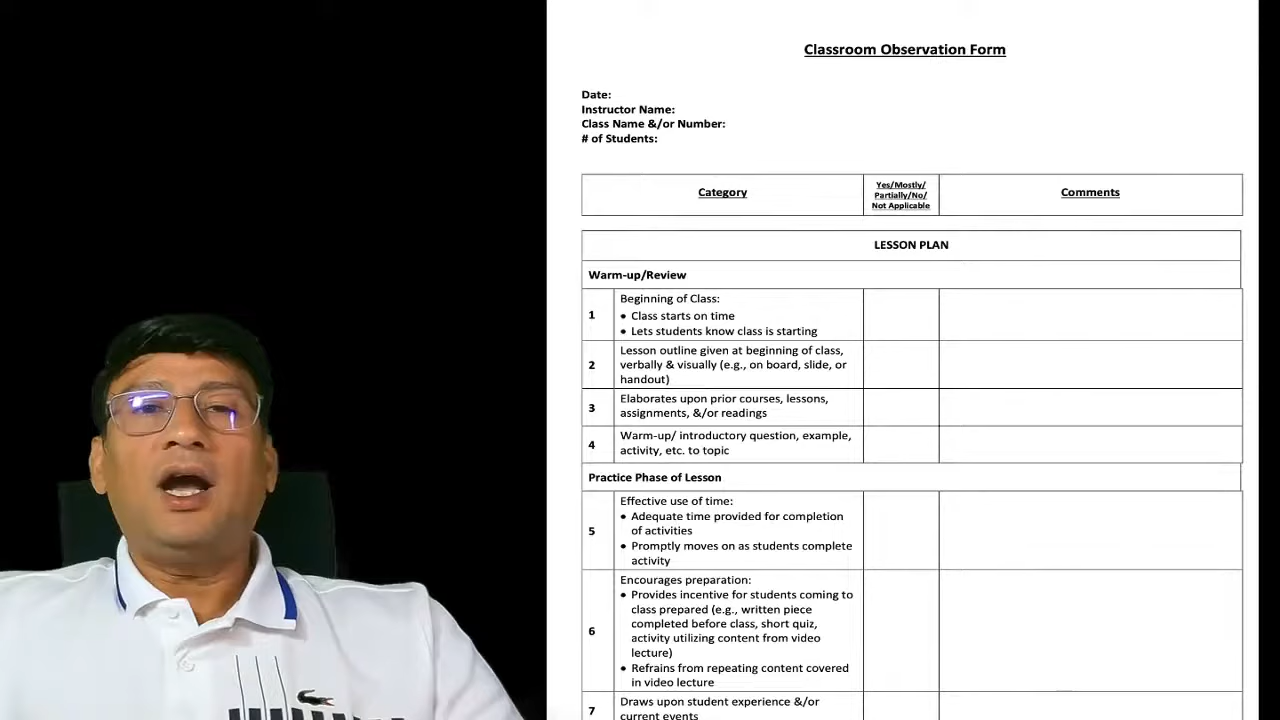 Classroom Observation Form
Date:
Instructor Name:
Class Name &/or Number:
# of Students:
Category
Yes/Mostly/
Partially/No/
Not Applicable
Comments
LESSON PLAN
Warm-up/Review
1
Beginning of Class:
• Class starts on time
• Lets students know class is starting
2
Lesson outline given at beginning of class,
verbally & visually (e.g., on board, slide, or
handout)
3
Elaborates upon prior courses, lessons,
assignments, &/or readings
4
Warm-up/ introductory question, example,
activity, etc. to topic
Practice Phase of Lesson
5
Effective use of time:
• Adequate time provided for completion
of activities
• Promptly moves on as students complete
activity
6
Encourages preparation:
• Provides incentive for students coming to
class prepared (e.g., written piece
completed before class, short quiz,
activity utilizing content from video
lecture)
• Refrains from repeating content covered
in video lecture
7
Draws upon student experience &/or
current events